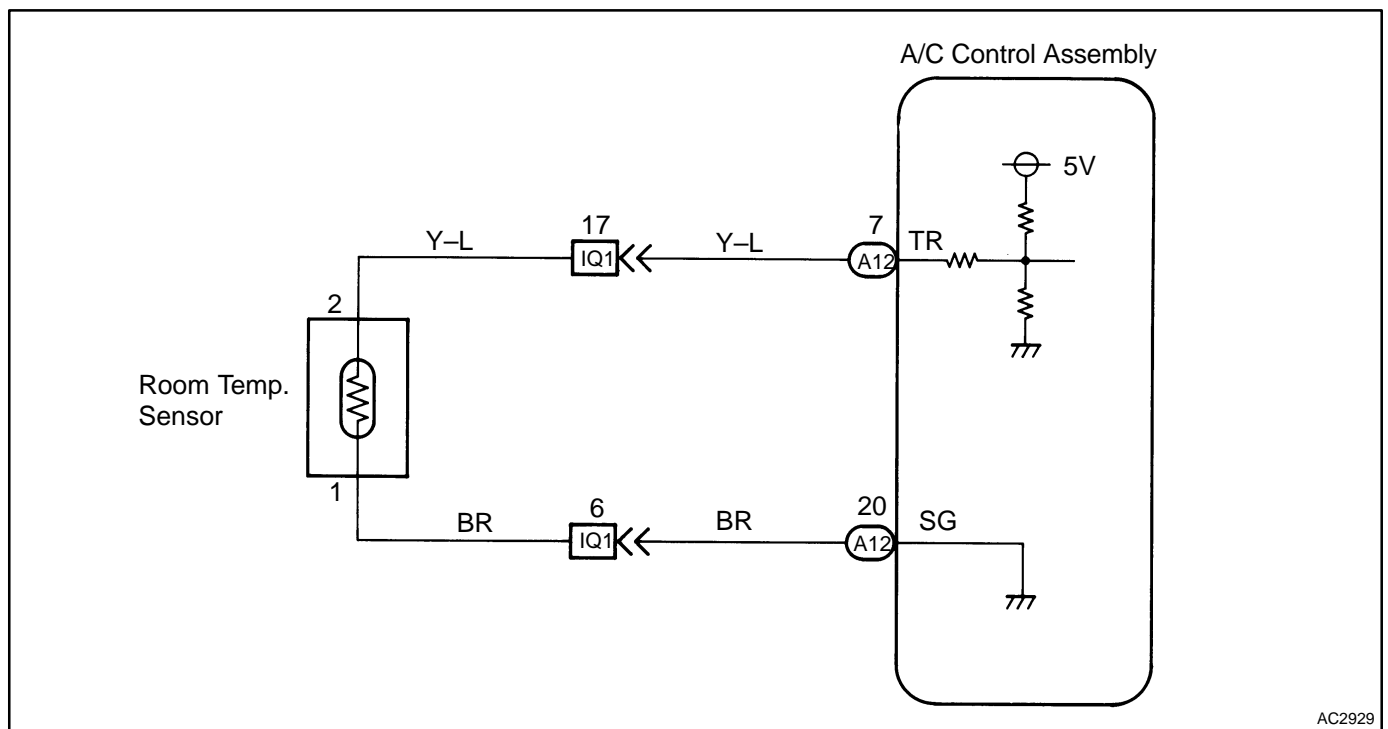 A/C Control Assembly
5V
17
7
Y–L
IQ1
Y–L
A12
TR
2
Room Temp.
Sensor
1
6
20
BR
IQ1
BR
A12
SG
AC2929